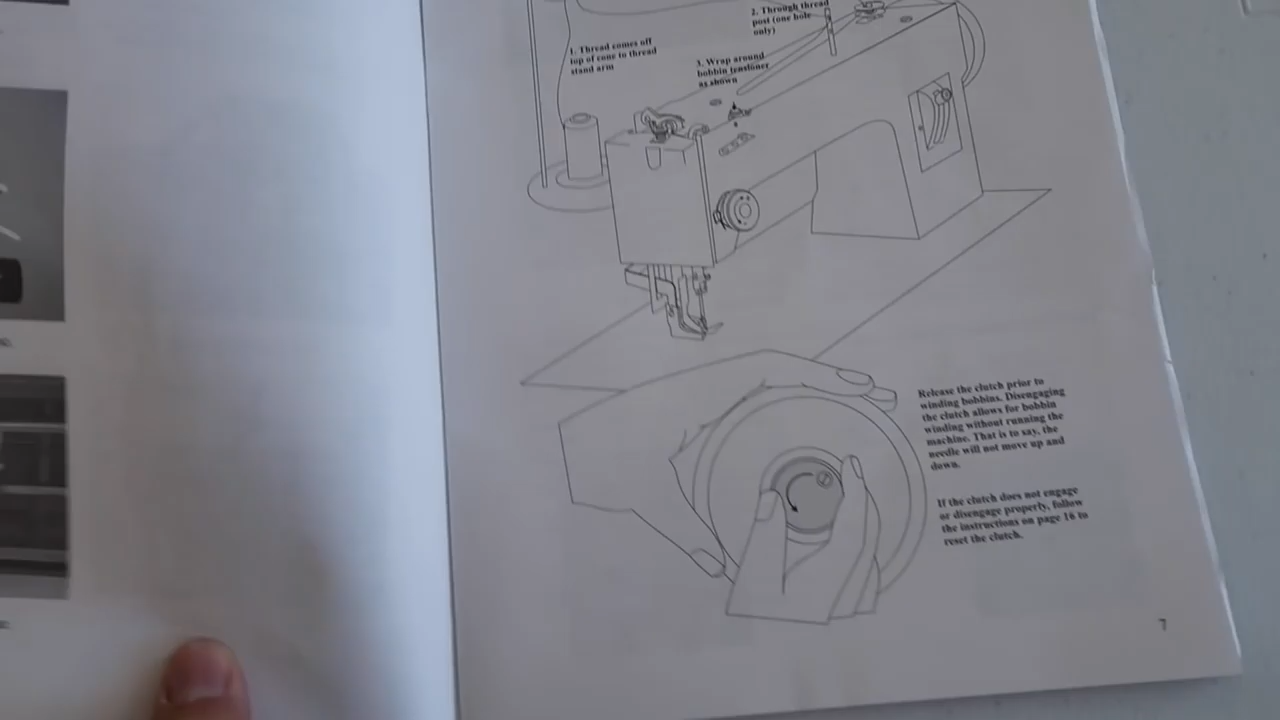 2. Through thread
post (one hole
only)
1. Thread comes off
top of cone to thread
stand arm
3. Wrap around
bobbin tensioner
as shown
Release the clutch prior to
winding bobbins. Disengaging
the clutch allows for bobbin
winding without running the
machine. That is to say, the
needle will not move up and
down.
If the clutch does not engage
or disengage properly, follow
the instructions on page 16 to
reset the clutch.
7